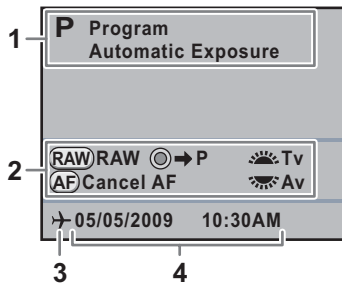 1
P Program
Automatic Exposure
2
RAW RAW → P Tv
AF Cancel AF Av
05/05/2009 10:30AM
3 4